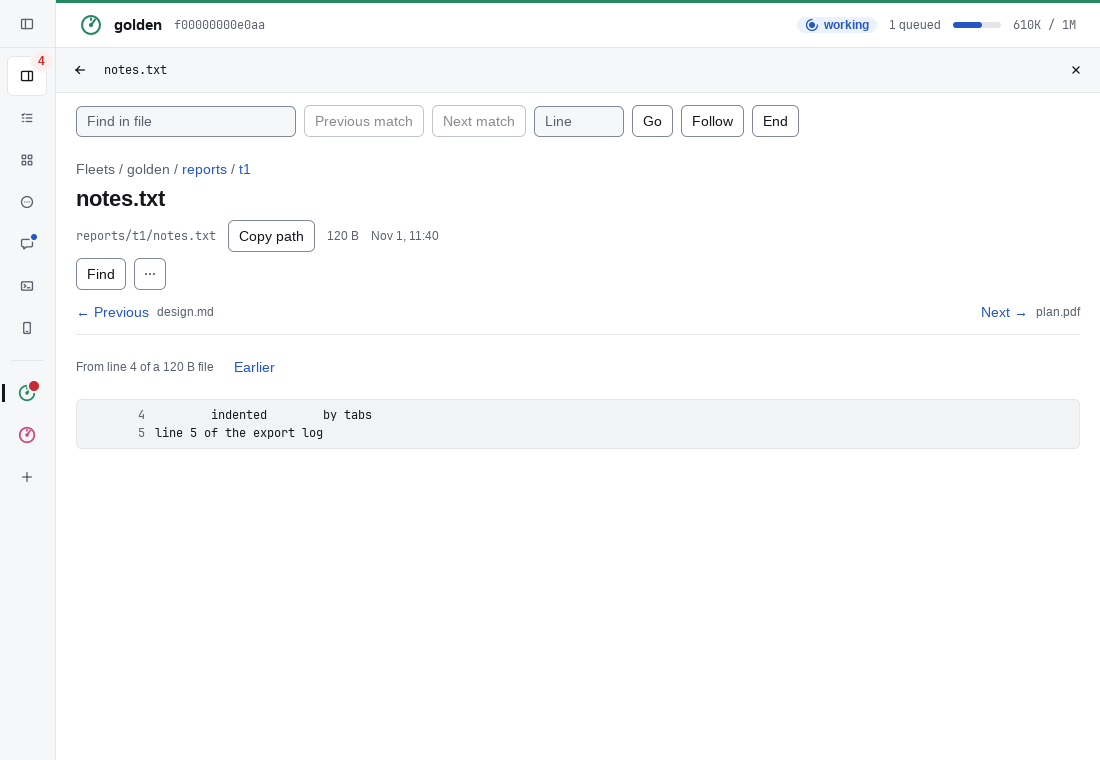 golden f00000000e0aa working 1 queued 610K / 1M
4
← notes.txt ×
Find in file Previous match Next match Line Go Follow End
Fleets / golden / reports / t1
notes.txt
reports/t1/notes.txt Copy path 120 B Nov 1, 11:40
Find ···
← Previous design.md Next → plan.pdf
From line 4 of a 120 B file Earlier
4 indented by tabs
5 line 5 of the export log